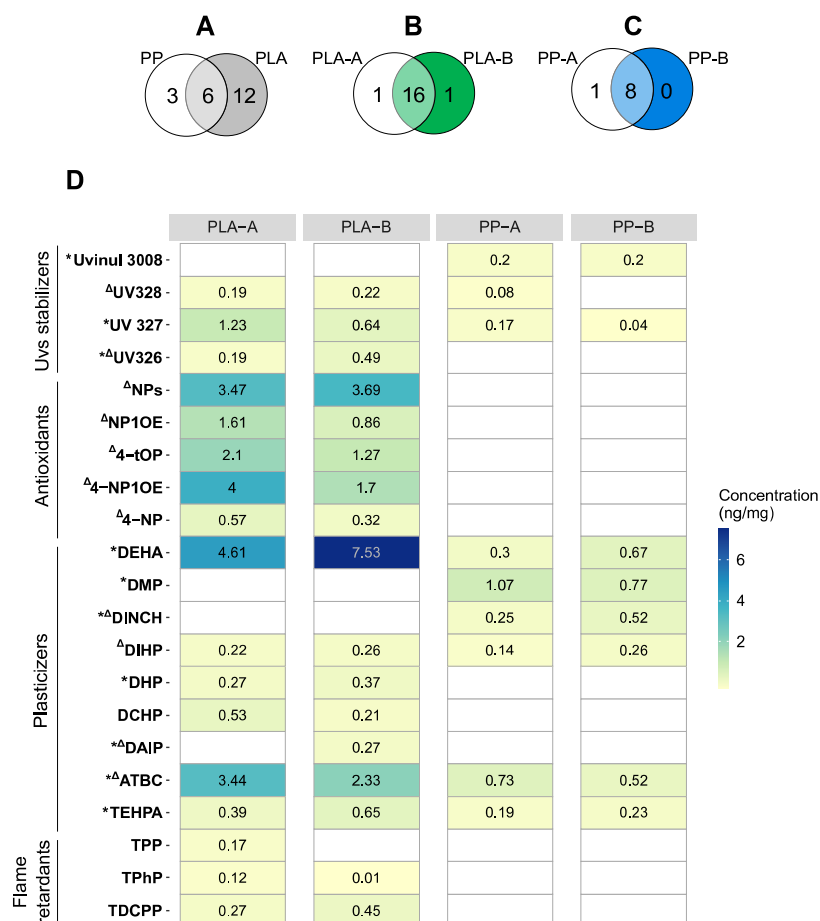 A B C
PP PLA PLA-A PLA-B PP-A PP-B
3 6 12 1 16 1 1 8 0
D
PLA−A PLA−B PP−A PP−B
Uvs stabilizers
*Uvinul 3008 0.2 0.2
ΔUV328 0.19 0.22 0.08
*UV 327 1.23 0.64 0.17 0.04
*ΔUV326 0.19 0.49
Antioxidants
ΔNPs 3.47 3.69
ΔNP1OE 1.61 0.86
Δ4−tOP 2.1 1.27
Δ4−NP1OE 4 1.7
Δ4−NP 0.57 0.32
Plasticizers
*DEHA 4.61 7.53 0.3 0.67
*DMP 1.07 0.77
*ΔDINCH 0.25 0.52
ΔDIHP 0.22 0.26 0.14 0.26
*DHP 0.27 0.37
DCHP 0.53 0.21
*ΔDAIP 0.27
*ΔATBC 3.44 2.33 0.73 0.52
*TEHPA 0.39 0.65 0.19 0.23
Flame
retardants
TPP 0.17
TPhP 0.12 0.01
TDCPP 0.27 0.45
Concentration
(ng/mg)
6
4
2